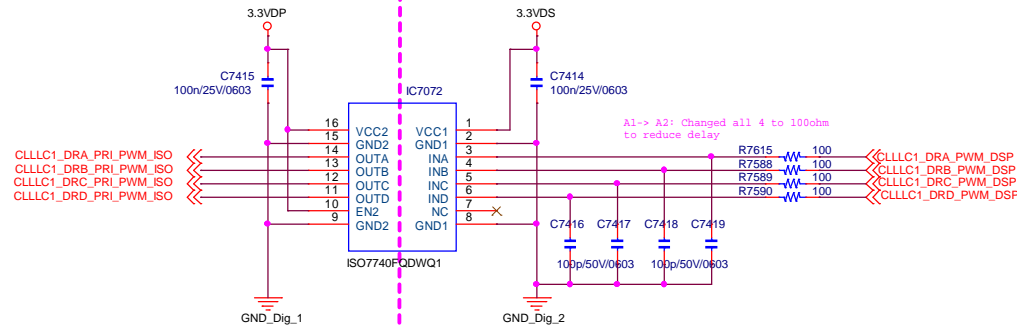 3.3VDP
3.3VDS
C7415
100n/25V/0603
C7414
100n/25V/0603
IC7072
A1-> A2: Changed all 4 to 100ohm
to reduce delay
16 VCC2 VCC1 1
15 GND2 GND1 2
CLLLC1_DRA_PRI_PWM_ISO 14 OUTA INA 3 R7615 100 CLLLC1_DRA_PWM_DSP
CLLLC1_DRB_PRI_PWM_ISO 13 OUTB INB 4 R7588 100 CLLLC1_DRB_PWM_DSP
CLLLC1_DRC_PRI_PWM_ISO 12 OUTC INC 5 R7589 100 CLLLC1_DRC_PWM_DSP
CLLLC1_DRD_PRI_PWM_ISO 11 OUTD IND 6 R7590 100 CLLLC1_DRD_PWM_DSP
10 EN2 NC 7
9 GND2 GND1 8
C7416 C7417 C7418 C7419
100p/50V/0603 100p/50V/0603
ISO7740FQDWQ1
GND_Dig_1
GND_Dig_2